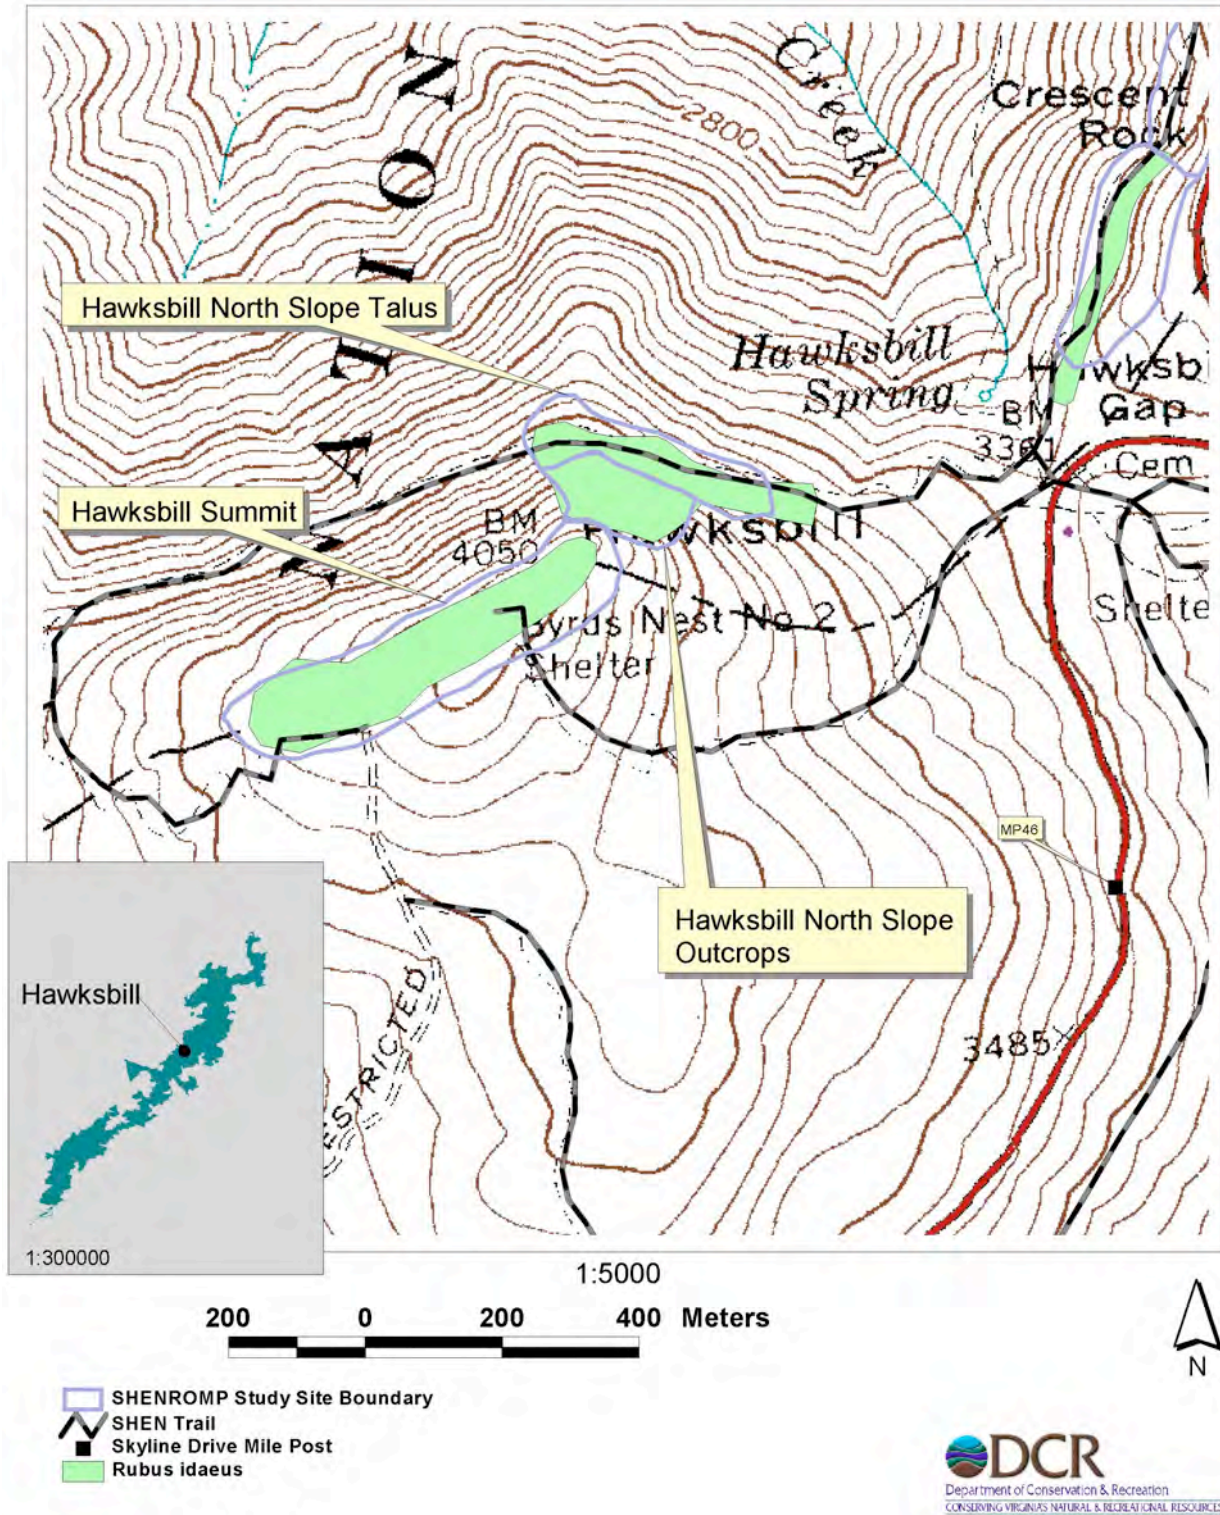 NATION
Creek
2800
Crescent
Rock
Hawksbill North Slope Talus
Hawksbill
Spring
Gap
BM
3361
Cem
Hawksbill Summit
BM
4050
Shelte
Byrds Nest No 2
Shelter
MP46
Hawksbill North Slope
Outcrops
Hawksbill
3485
ESTRICTED
1:300000
1:5000
200 0 200 400 Meters
N
SHENROMP Study Site Boundary
SHEN Trail
Skyline Drive Mile Post
Rubus idaeus
DCR
Department of Conservation & Recreation
CONSERVING VIRGINIA'S NATURAL & RECREATIONAL RESOURCES